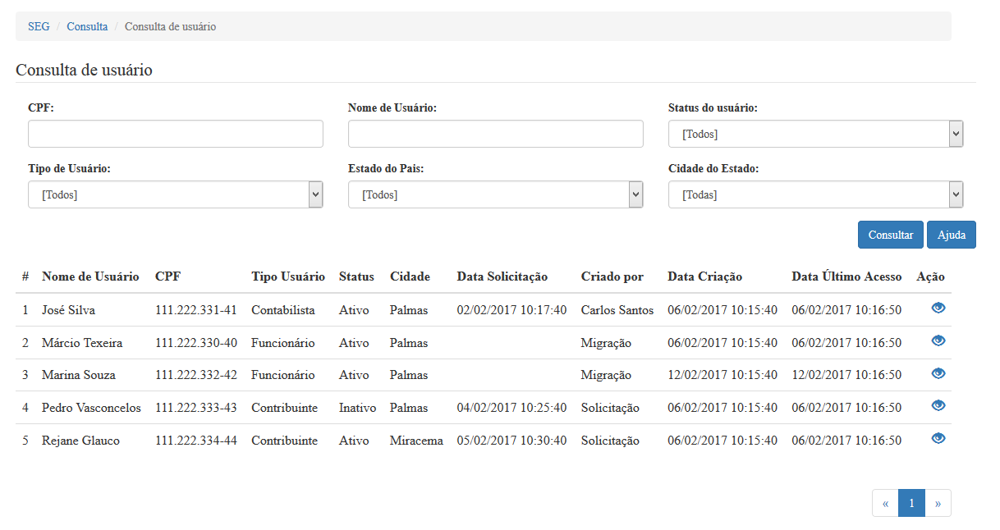 SEG / Consulta / Consulta de usuário
Consulta de usuário
CPF: Nome de Usuário: Status do usuário:
[Todos]
Tipo de Usuário: Estado do Pais: Cidade do Estado:
[Todos] [Todos] [Todas]
Consultar Ajuda
# Nome de Usuário CPF Tipo Usuário Status Cidade Data Solicitação Criado por Data Criação Data Último Acesso Ação
1 José Silva 111.222.331-41 Contabilista Ativo Palmas 02/02/2017 10:17:40 Carlos Santos 06/02/2017 10:15:40 06/02/2017 10:16:50
2 Márcio Texeira 111.222.330-40 Funcionário Ativo Palmas Migração 06/02/2017 10:15:40 06/02/2017 10:16:50
3 Marina Souza 111.222.332-42 Funcionário Ativo Palmas Migração 12/02/2017 10:15:40 12/02/2017 10:16:50
4 Pedro Vasconcelos 111.222.333-43 Contribuinte Inativo Palmas 04/02/2017 10:25:40 Solicitação 06/02/2017 10:15:40 06/02/2017 10:16:50
5 Rejane Glauco 111.222.334-44 Contribuinte Ativo Miracema 05/02/2017 10:30:40 Solicitação 06/02/2017 10:15:40 06/02/2017 10:16:50
« 1 »